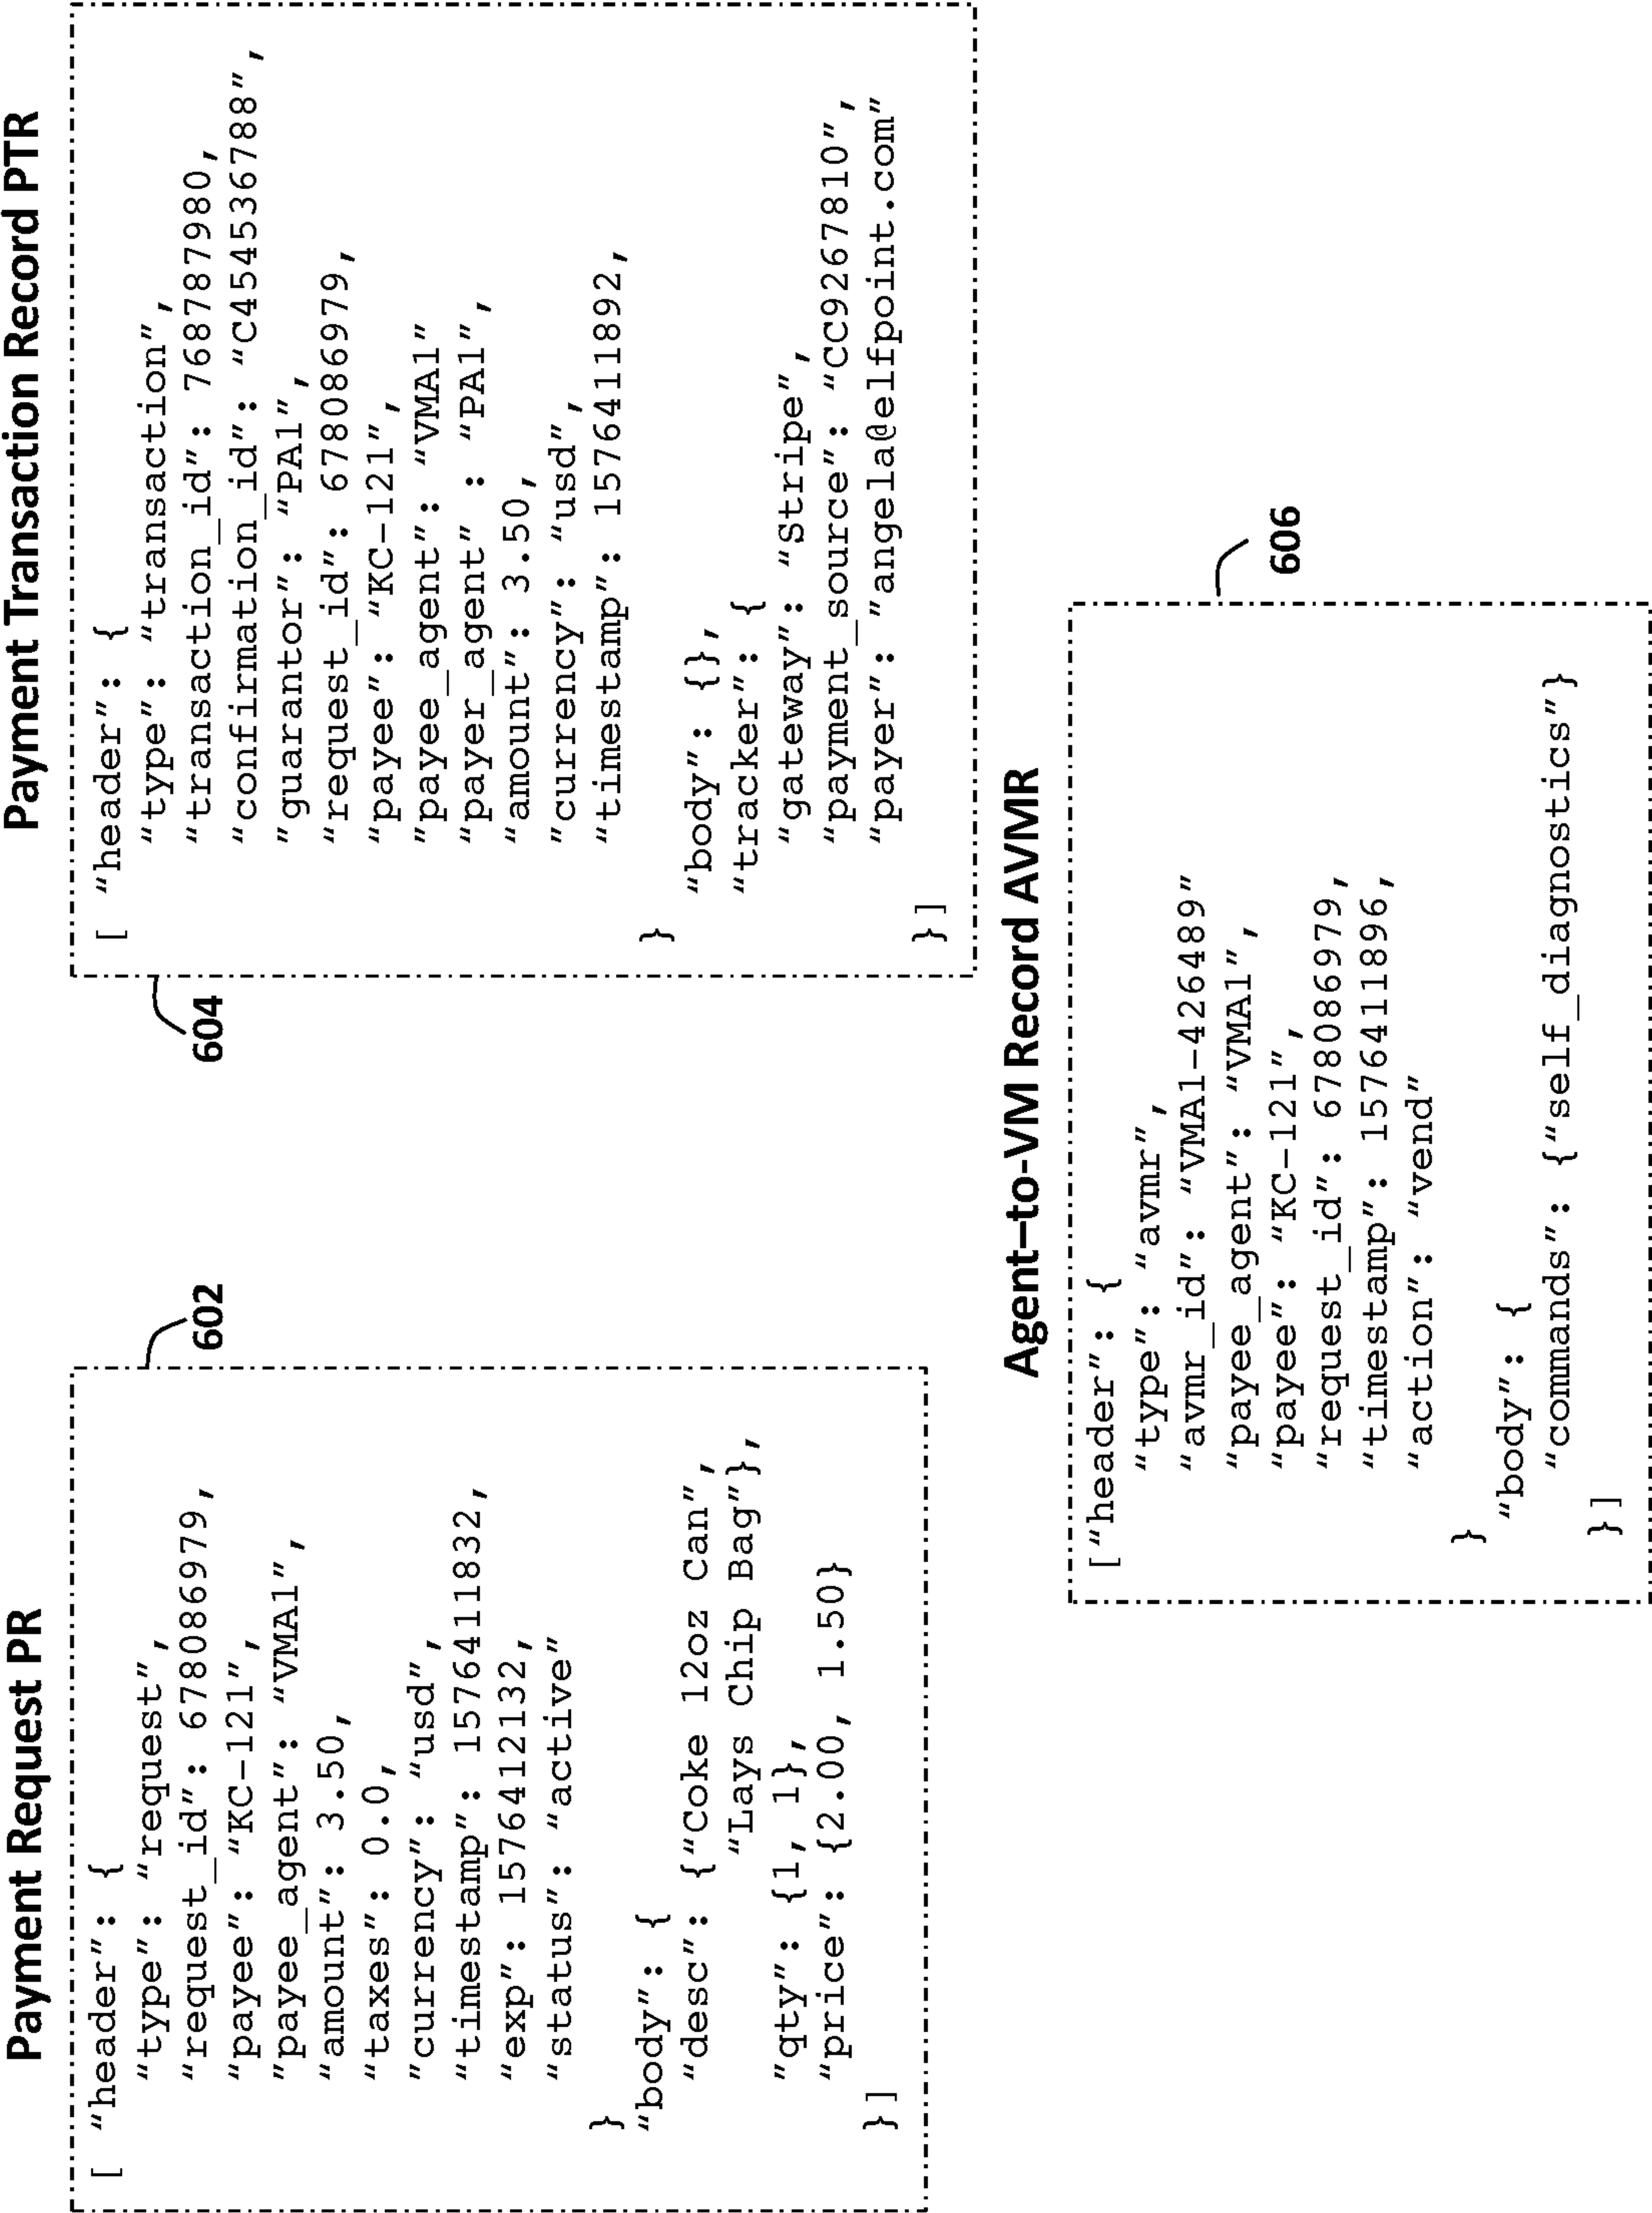 Payment Request PR
602
[ “header”: {
“type”: “request”,
“request_id”: 678086979,
“payee”: “KC-121”,
“payee_agent”: “VMA1”,
“amount”: 3.50,
“taxes”: 0.0,
“currency”: “usd”,
“timestamp”: 1576411832,
“exp”: 1576412132,
“status”: “active”
}
“body”: {
“desc”: {“Coke 12oz Can”,
“Lays Chip Bag”},
“qty”: {1, 1},
“price”: {2.00, 1.50}
}]
Payment Transaction Record PTR
604
[ “header”: {
“type”: “transaction”,
“transaction_id”: 768787980,
“confirmation_id”: “C454536788”,
”guarantor”: “PA1”,
“request_id”: 678086979,
“payee”: “KC-121”,
“payee_agent”: “VMA1”
“payer_agent” : “PA1”,
“amount”: 3.50,
”currency”: “usd”,
“timestamp”: 1576411892,
}
“body”: {},
“tracker”: {
“gateway”: “Stripe”,
“payment_source”: “CC9267810”,
“payer”: ”angela@elfpoint.com”
}]
Agent–to-VM Record AVMR
606
[“header”: {
“type”: “avmr”,
“avmr_id”: “VMA1-426489”
“payee_agent”: “VMA1”,
“payee”: “KC-121”,
“request_id”: 678086979,
“timestamp”: 1576411896,
“action”: “vend”
}
“body”: {
“commands”: {“self_diagnostics”}
}]